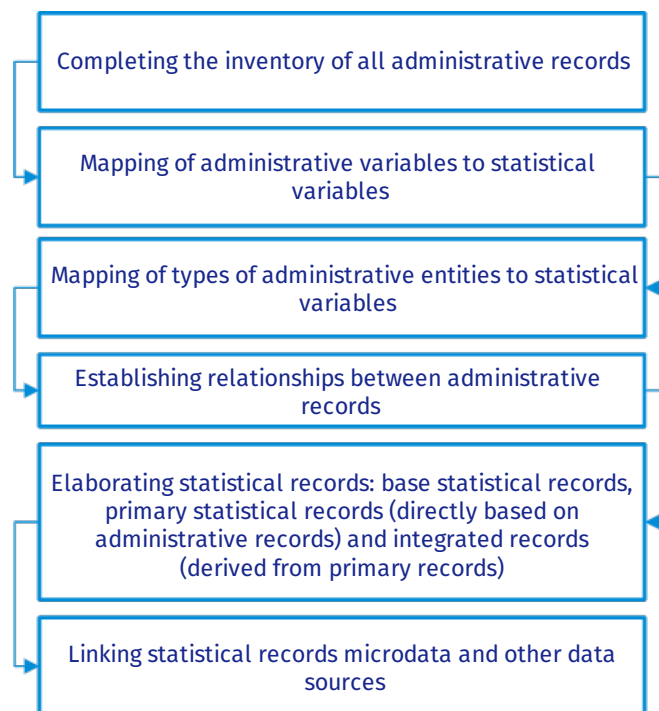 Completing the inventory of all administrative records
Mapping of administrative variables to statistical
variables
Mapping of types of administrative entities to statistical
variables
Establishing relationships between administrative
records
Elaborating statistical records: base statistical records,
primary statistical records (directly based on
administrative records) and integrated records
(derived from primary records)
Linking statistical records microdata and other data
sources